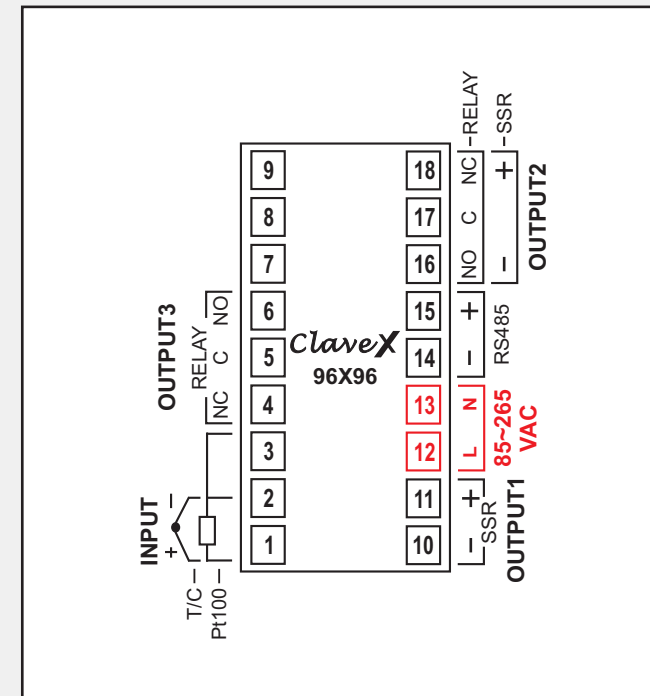 INPUT
+ −
T/C −
Pt100 −
OUTPUT3
RELAY
NC C NO
9
8
7
6
5
4
3
2
1
ClaveX
96X96
18
17
16
15
14
13
12
11
10
NO C NC −RELAY
− + −SSR
OUTPUT2
− +
RS485
L N
85~265
VAC
− +
SSR
OUTPUT1